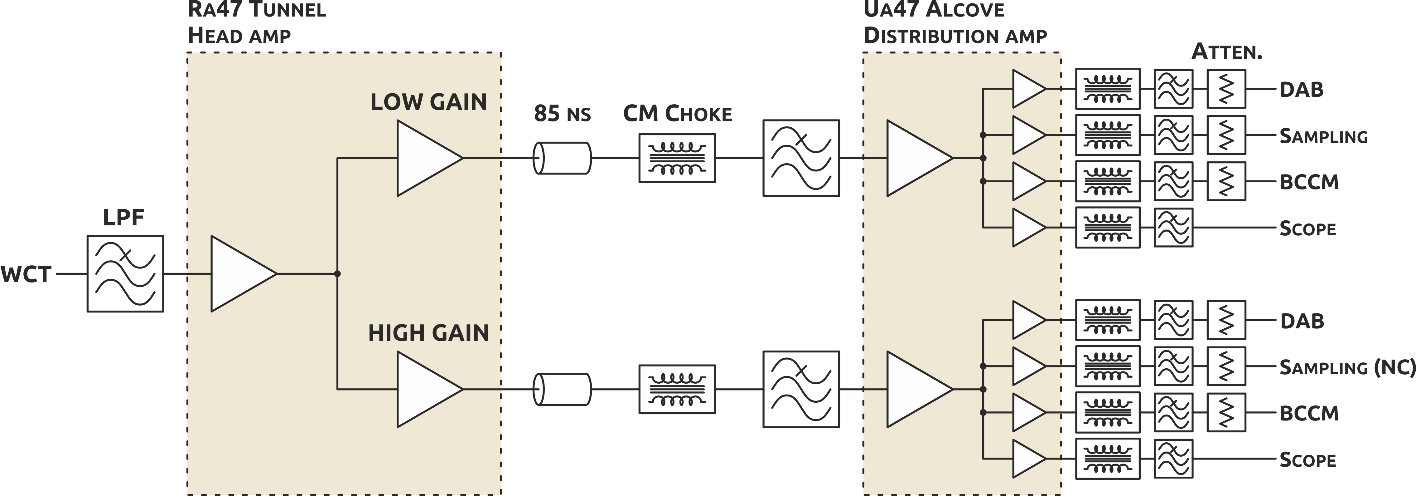 RA47 TUNNEL
HEAD AMP
UA47 ALCOVE
DISTRIBUTION AMP
ATTEN.
LOW GAIN
85 NS
CM CHOKE
DAB
SAMPLING
BCCM
SCOPE
LPF
WCT
HIGH GAIN
DAB
SAMPLING (NC)
BCCM
SCOPE